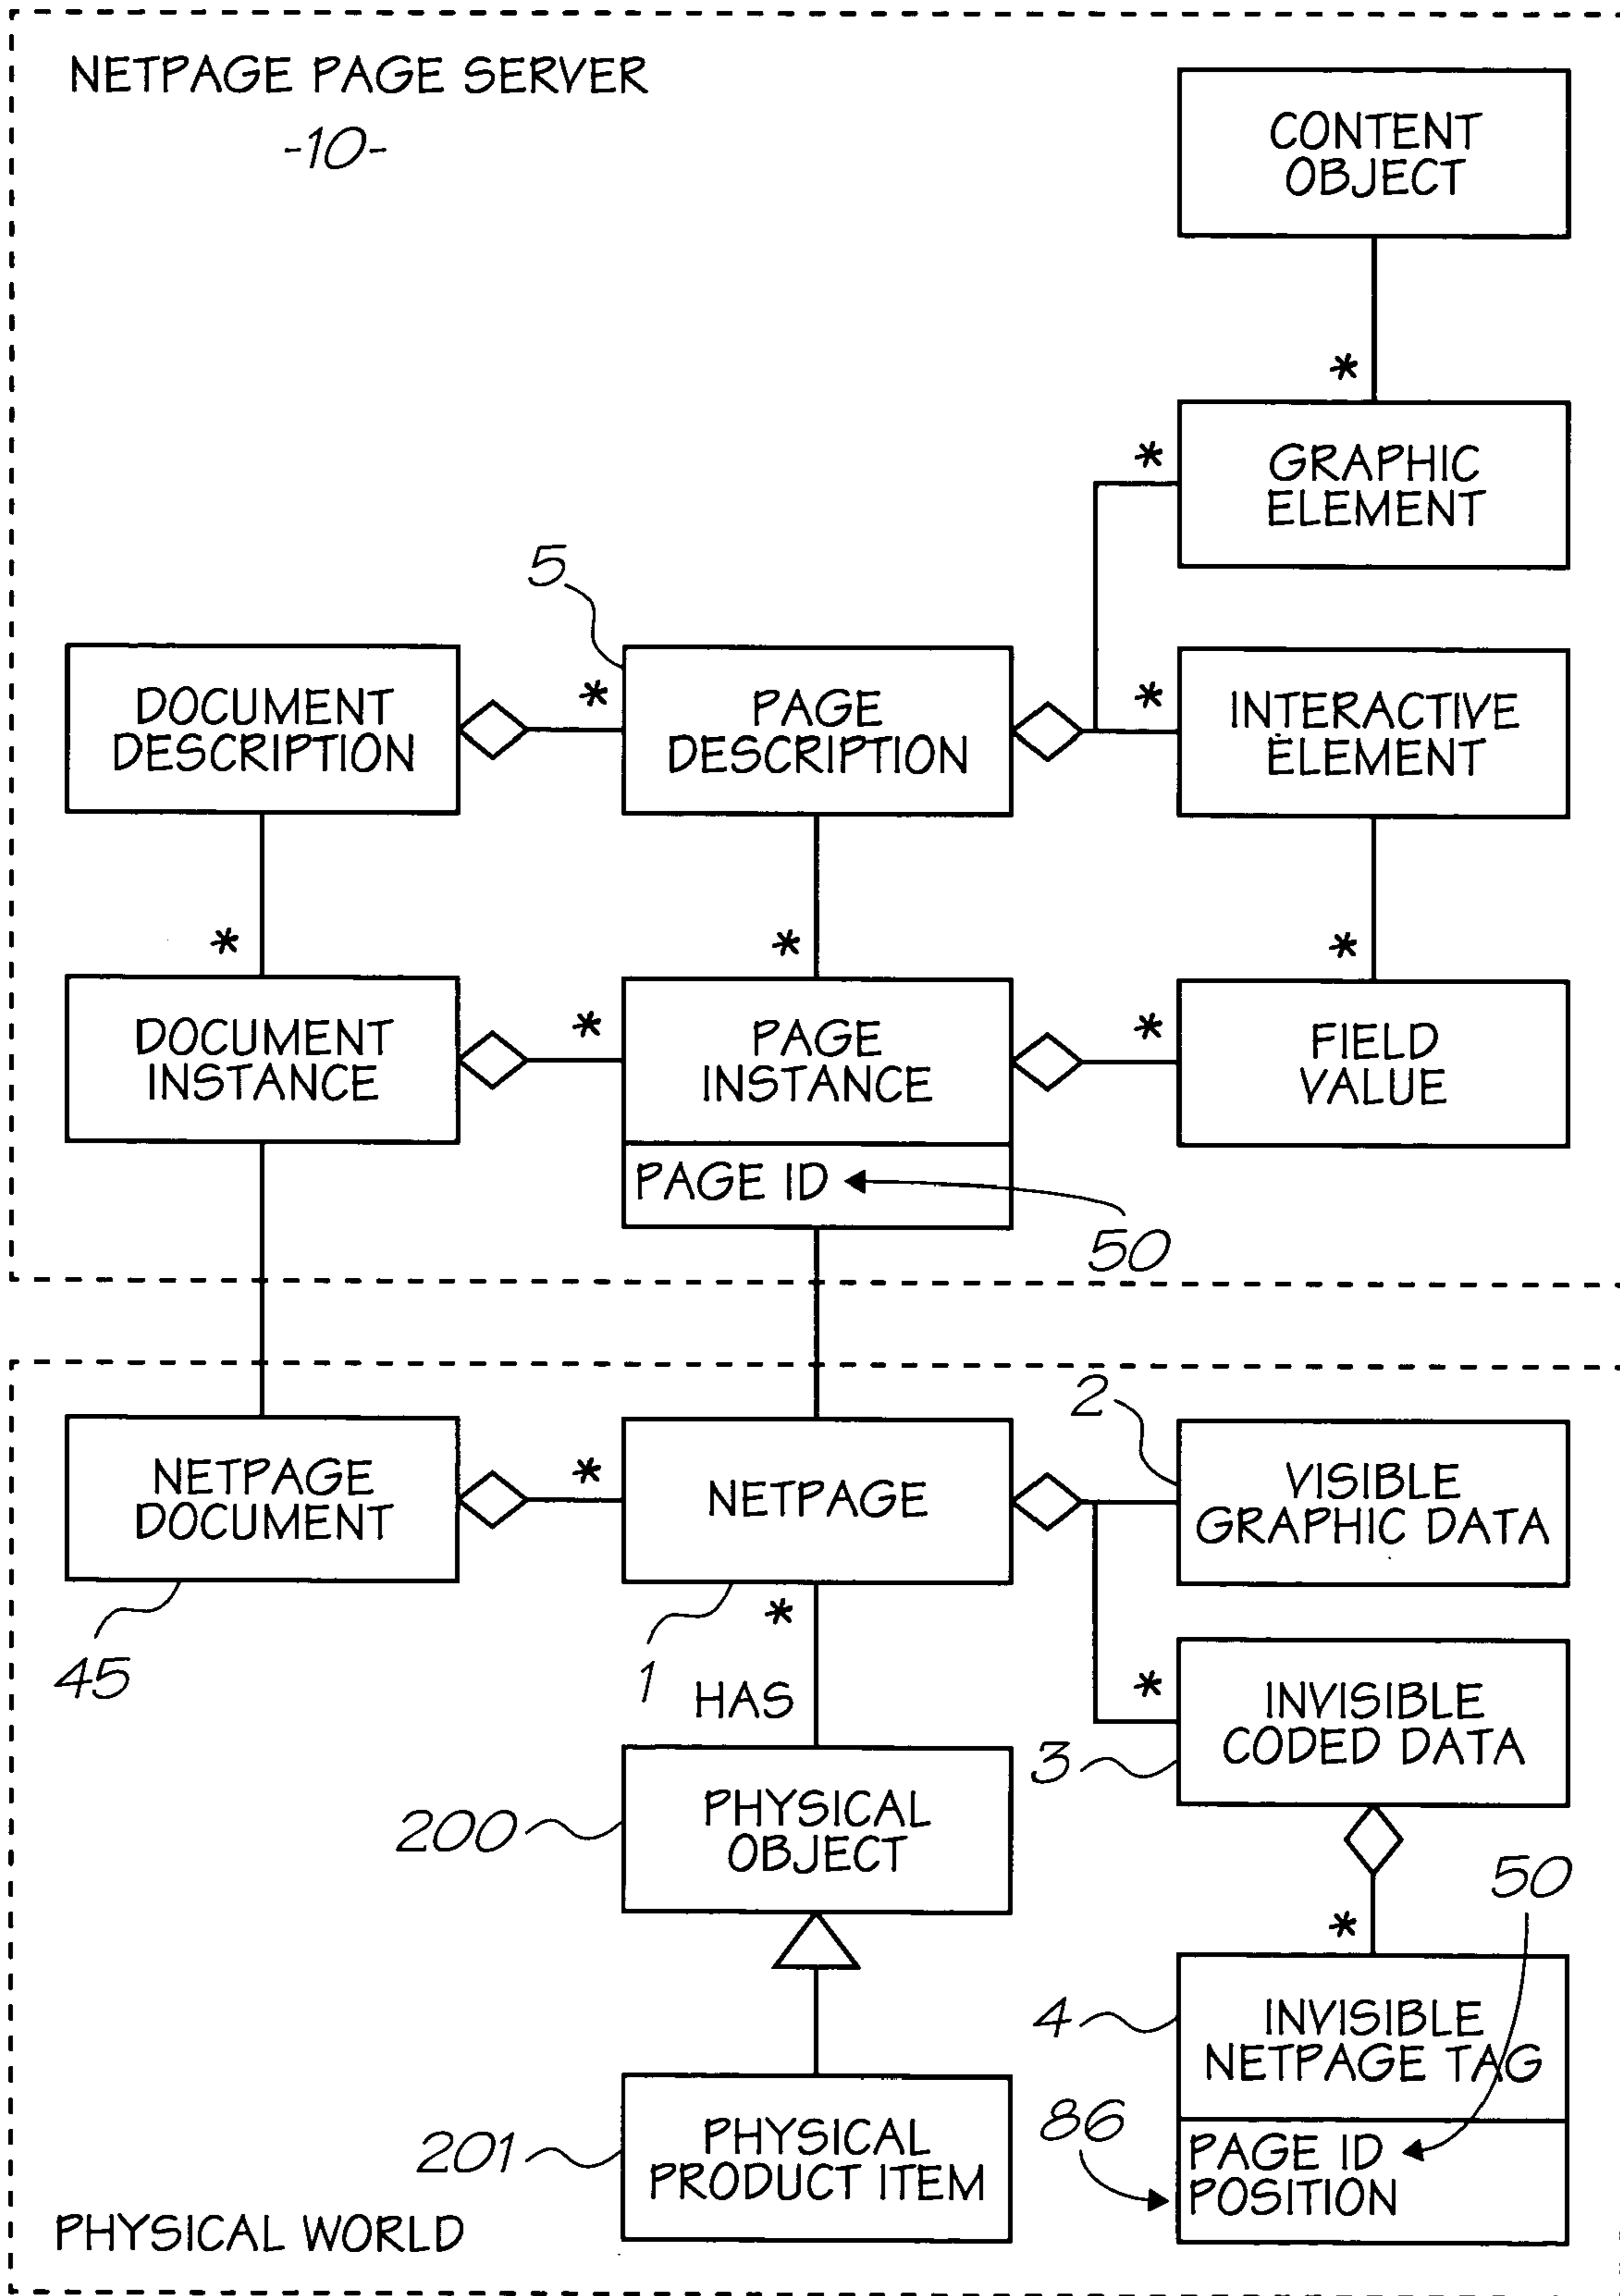 NETPAGE PAGE SERVER
-10-
CONTENT
OBJECT
*
*
GRAPHIC
ELEMENT
5
DOCUMENT
DESCRIPTION
*
PAGE
DESCRIPTION
*
INTERACTIVE
ELEMENT
*
*
*
DOCUMENT
INSTANCE
*
PAGE
INSTANCE
*
FIELD
VALUE
PAGE ID
50
NETPAGE
DOCUMENT
*
NETPAGE
2
VISIBLE
GRAPHIC DATA
45
1
*
HAS
*
3
INVISIBLE
CODED DATA
200
PHYSICAL
OBJECT
50
*
4
INVISIBLE
NETPAGE TAG
86
PAGE ID
POSITION
201
PHYSICAL
PRODUCT ITEM
PHYSICAL WORLD